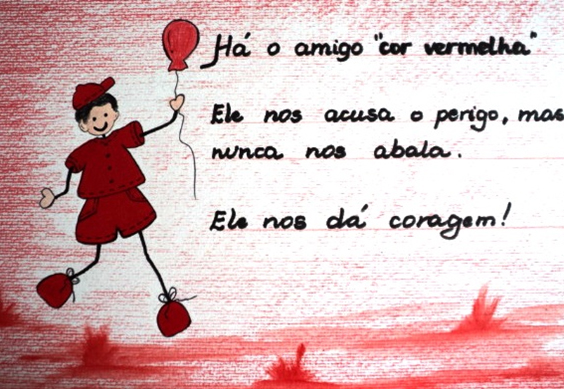 Há o amigo "cor vermelha"
Ele nos acusa o perigo, mas
nunca nos abala.
Ele nos dá coragem!